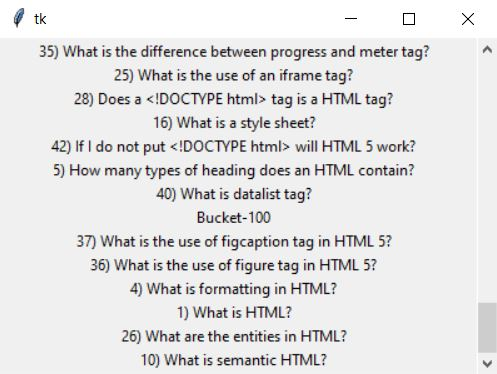 tk
35) What is the difference between progress and meter tag?
25) What is the use of an iframe tag?
28) Does a <!DOCTYPE html> tag is a HTML tag?
16) What is a style sheet?
42) If I do not put <!DOCTYPE html> will HTML 5 work?
5) How many types of heading does an HTML contain?
40) What is datalist tag?
Bucket-100
37) What is the use of figcaption tag in HTML 5?
36) What is the use of figure tag in HTML 5?
4) What is formatting in HTML?
1) What is HTML?
26) What are the entities in HTML?
10) What is semantic HTML?